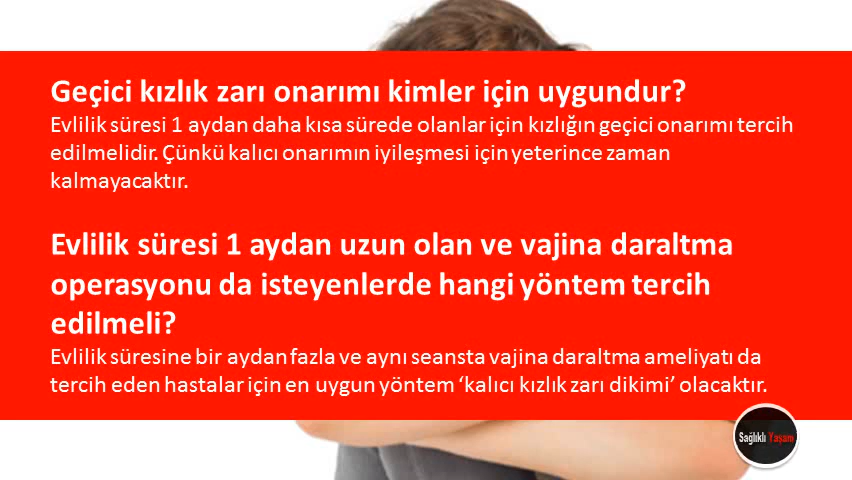 Geçici kızlık zarı onarımı kimler için uygundur?
Evlilik süresi 1 aydan daha kısa sürede olanlar için kızlığın geçici onarımı tercih
edilmelidir. Çünkü kalıcı onarımın iyileşmesi için yeterince zaman
kalmayacaktır.
Evlilik süresi 1 aydan uzun olan ve vajina daraltma
operasyonu da isteyenlerde hangi yöntem tercih
edilmeli?
Evlilik süresine bir aydan fazla ve aynı seansta vajina daraltma ameliyatı da
tercih eden hastalar için en uygun yöntem ‘kalıcı kızlık zarı dikimi’ olacaktır.
Sağlıklı Yaşam